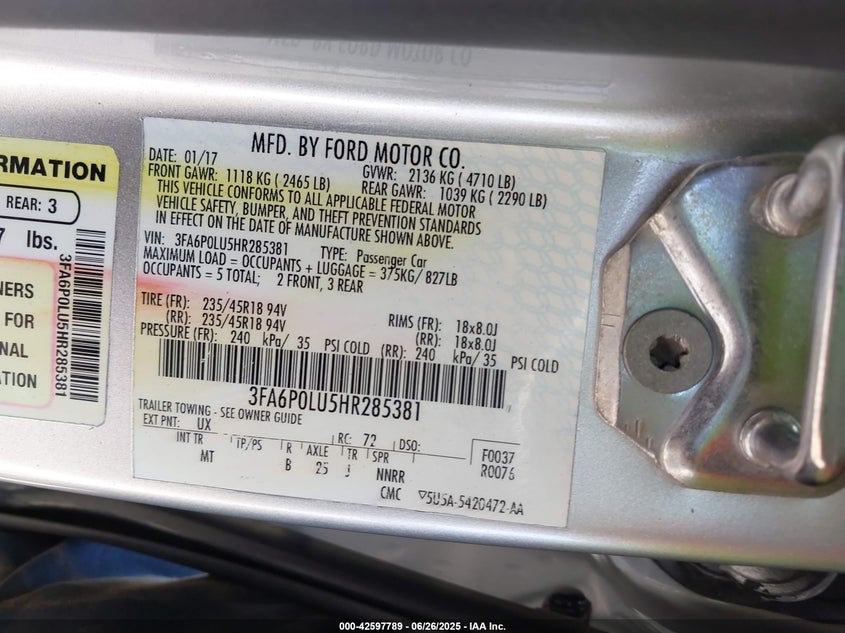 MFD. BY FORD MOTOR CO.
DATE: 01/17
GVWR: 2136 KG ( 4710 LB)
FRONT GAWR: 1118 KG ( 2465 LB)
REAR GAWR: 1039 KG ( 2290 LB)
THIS VEHICLE CONFORMS TO ALL APPLICABLE FEDERAL MOTOR
VEHICLE SAFETY, BUMPER, AND THEFT PREVENTION STANDARDS
IN EFFECT ON THE DATE OF MANUFACTURE SHOWN ABOVE.
VIN: 3FA6P0LU5HR285381 TYPE: Passenger Car
MAXIMUM LOAD = OCCUPANTS + LUGGAGE = 375KG/ 827LB
OCCUPANTS = 5 TOTAL; 2 FRONT, 3 REAR
TIRE (FR): 235/45R18 94V RIMS (FR): 18x8.0J
(RR): 235/45R18 94V (RR): 18x8.0J
PRESSURE (FR): 240 kPa/ 35 PSI COLD (RR): 240 kPa/ 35 PSI COLD
3FA6P0LU5HR285381
TRAILER TOWING - SEE OWNER GUIDE
EXT PNT: UX RC: 72 DSO: F0037
INT TR TP/PS R AXLE TR SPR R0076
MT B 25 J NNRR
CMC ▽5U5A-5420472-AA
RMATION
REAR: 3
7 lbs.
NERS
FOR
NAL
ATION
3FA6P0LU5HR285381
000-42597789 - 06/26/2025 - IAA Inc.